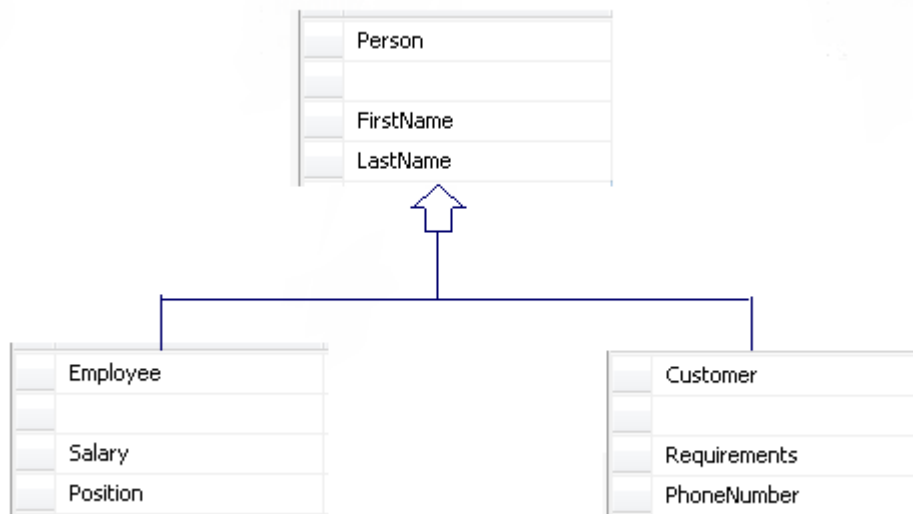 Person
FirstName
LastName
Employee
Salary
Position
Customer
Requirements
PhoneNumber